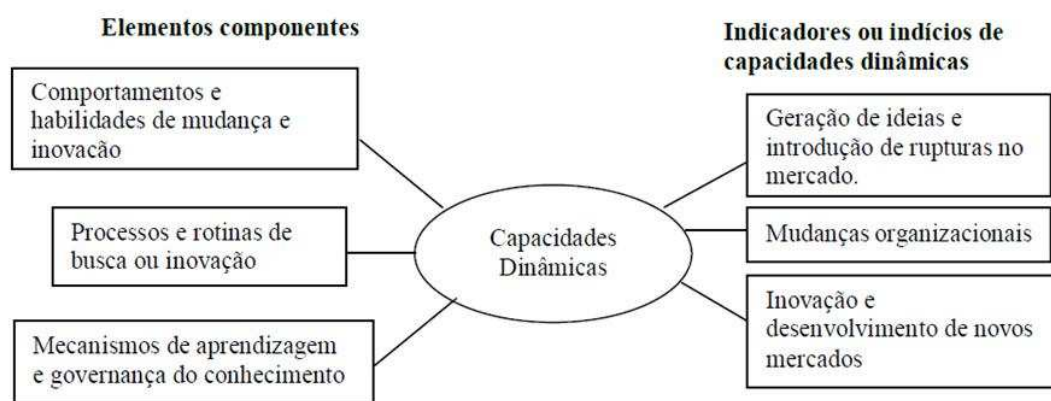 Elementos componentes
Comportamentos e
habilidades de mudança e
inovacão
Processos e rotinas de
busca ou inovação
Mecanismos de aprendizagem
e governança do conhecimento
Capacidades
Dinâmicas
Indicadores ou indícios de
capacidades dinâmicas
Geração de ideias e
introdução de rupturas no
mercado.
Mudanças organizacionais
Inovação e
desenvolvimento de novos
mercados